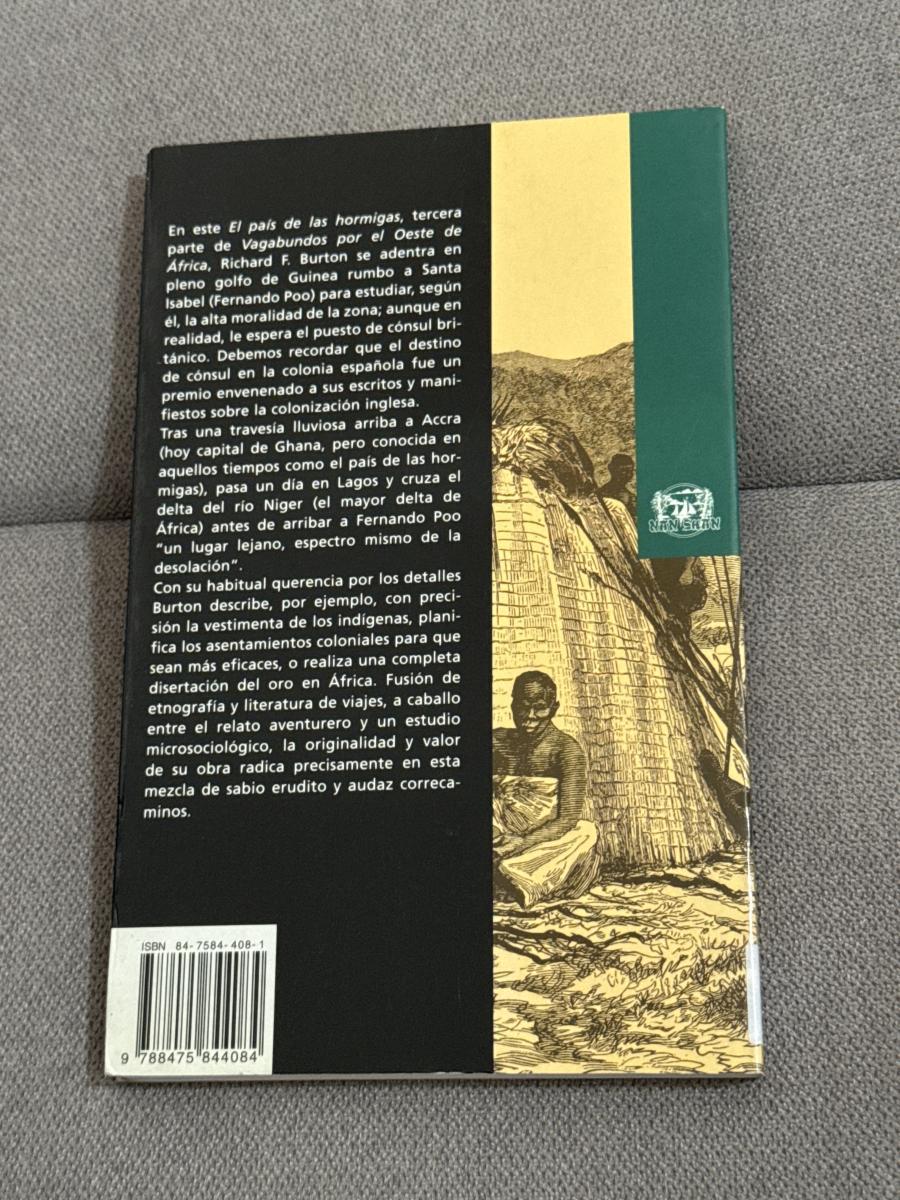 En este El país de las hormigas, tercera
parte de Vagabundos por el Oeste de
África, Richard F. Burton se adentra en
pleno golfo de Guinea rumbo a Santa
Isabel (Fernando Poo) para estudiar, según
él, la alta moralidad de la zona; aunque en
realidad, le espera el puesto de cónsul bri-
tánico. Debemos recordar que el destino
de cónsul en la colonia española fue un
premio envenenado a sus escritos y mani-
fiestos sobre la colonización inglesa.
Tras una travesía lluviosa arriba a Accra
(hoy capital de Ghana, pero conocida en
aquellos tiempos como el país de las hor-
migas), pasa un día en Lagos y cruza el
delta del río Niger (el mayor delta de
África) antes de arribar a Fernando Poo
"un lugar lejano, espectro mismo de la
desolación".
Con su habitual querencia por los detalles
Burton describe, por ejemplo, con preci-
sión la vestimenta de los indígenas, plani-
fica los asentamientos coloniales para que
sean más eficaces, o realiza una completa
disertación del oro en África. Fusión de
etnografía y literatura de viajes, a caballo
entre el relato aventurero y un estudio
microsociológico, la originalidad y valor
de su obra radica precisamente en esta
mezcla de sabio erudito y audaz correca-
minos.
NAN SHAN
ISBN 84-7584-408-1
9 788475 844084